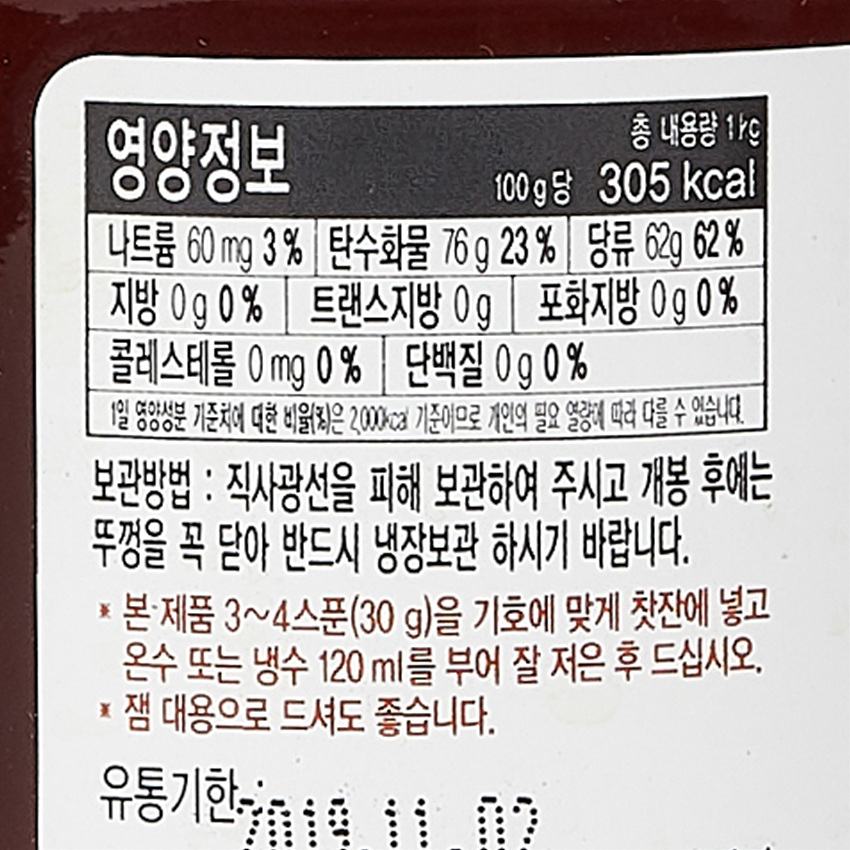 영양정보
총 내용량 1kg
100g당 305 kcal
나트륨 60 mg 3% 탄수화물 76 g 23% 당류 62g 62%
지방 0g 0% 트랜스지방 0g 포화지방 0g 0%
콜레스테롤 0mg 0% 단백질 0g 0%
1일 영양성분 기준치에 대한 비율(%)은 2,000kcal 기준이므로 개인의 필요 열량에 따라 다를 수 있습니다.
보관방법 : 직사광선을 피해 보관하여 주시고 개봉 후에는
뚜껑을 꼭 닫아 반드시 냉장보관 하시기 바랍니다.
* 본 제품 3~4스푼(30 g)을 기호에 맞게 찻잔에 넣고
온수 또는 냉수 120 ml를 부어 잘 저은 후 드십시오.
* 잼 대용으로 드셔도 좋습니다.
유통기한: 2019.11.02